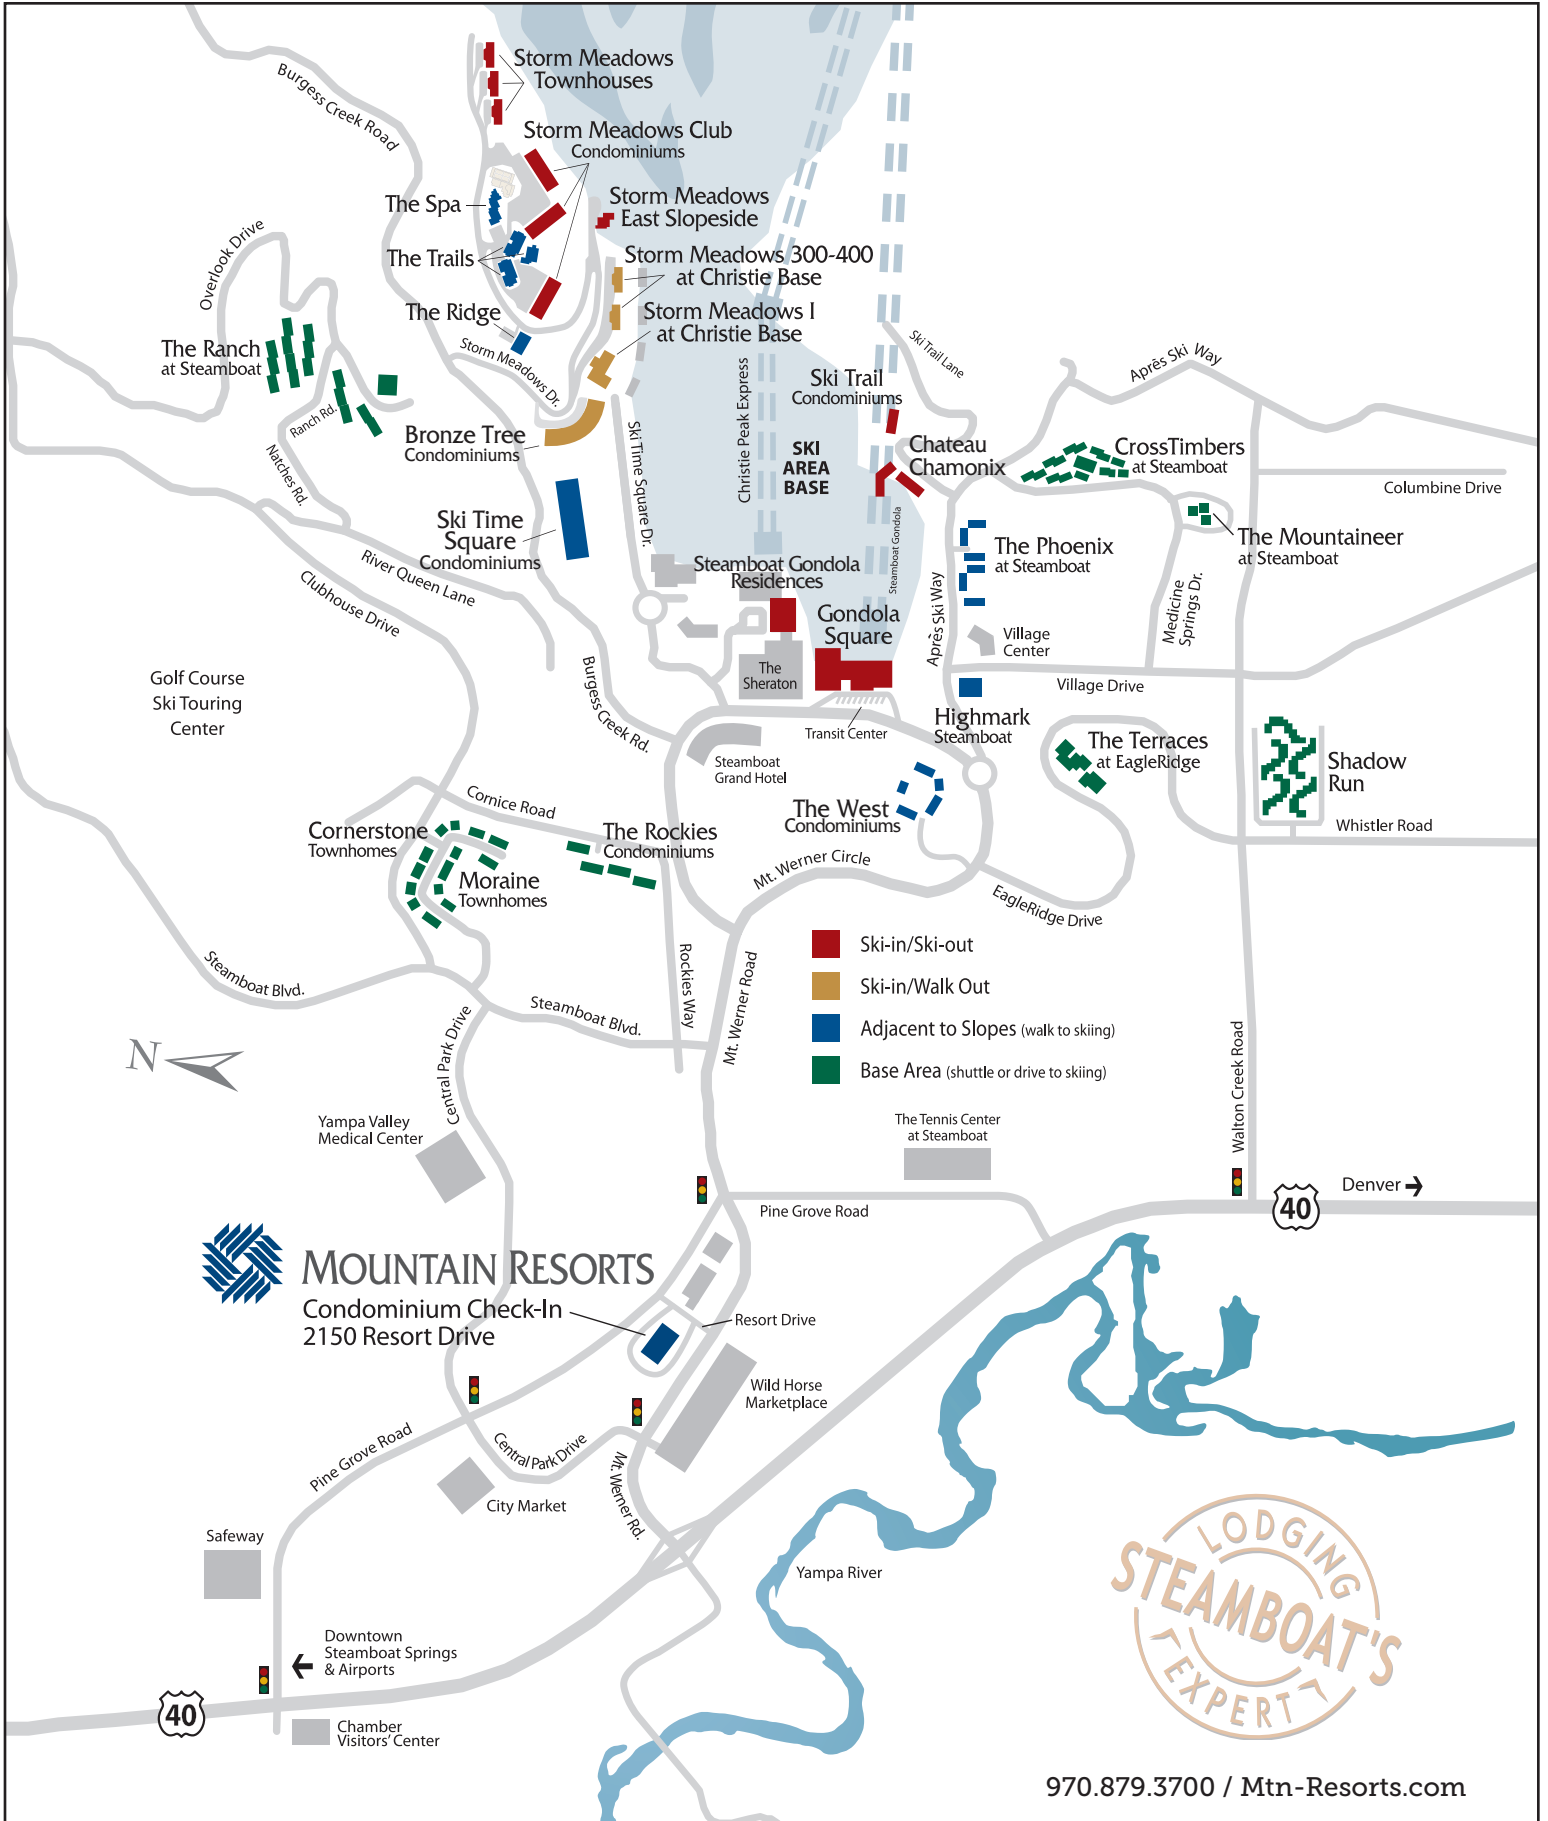 Storm Meadows
Townhouses
Burgess Creek Road
Storm Meadows Club
Condominiums
The Spa
Storm Meadows
East Slopeside
Overlook Drive
The Trails
Storm Meadows 300-400
at Christie Base
The Ridge
Storm Meadows I
at Christie Base
Storm Meadows Dr.
The Ranch
at Steamboat
Ski Trail Lane
Après Ski Way
Christie Peak Express
Ski Trail
Condominiums
Ranch Rd.
Natches Rd.
Bronze Tree
Condominiums
Ski Time Square Dr.
SKI
AREA
BASE
Chateau
Chamonix
CrossTimbers
at Steamboat
Columbine Drive
Ski Time
Square
Condominiums
Steamboat Gondola
The Phoenix
at Steamboat
The Mountaineer
at Steamboat
River Queen Lane
Clubhouse Drive
Steamboat Gondola
Residences
Gondola
Square
Après Ski Way
Medicine
Springs Dr.
Village
Center
Golf Course
Ski Touring
Center
Burgess Creek Rd.
The
Sheraton
Village Drive
Transit Center
Highmark
Steamboat
Steamboat
Grand Hotel
The Terraces
at EagleRidge
Shadow
Run
Cornice Road
The West
Condominiums
Whistler Road
Cornerstone
Townhomes
The Rockies
Condominiums
Mt. Werner Circle
Moraine
Townhomes
EagleRidge Drive
Steamboat Blvd.
Rockies Way
Mt. Werner Road
Ski-in/Ski-out
Ski-in/Walk Out
Adjacent to Slopes (walk to skiing)
Base Area (shuttle or drive to skiing)
Steamboat Blvd.
N
Central Park Drive
Walton Creek Road
Yampa Valley
Medical Center
The Tennis Center
at Steamboat
Denver
40
Pine Grove Road
MOUNTAIN RESORTS
Condominium Check-In
2150 Resort Drive
Resort Drive
Wild Horse
Marketplace
Pine Grove Road
Central Park Drive
Mt. Werner Rd.
City Market
Safeway
Yampa River
LODGING
STEAMBOAT'S
EXPERT
Downtown
Steamboat Springs
& Airports
40
Chamber
Visitors' Center
970.879.3700 / Mtn-Resorts.com